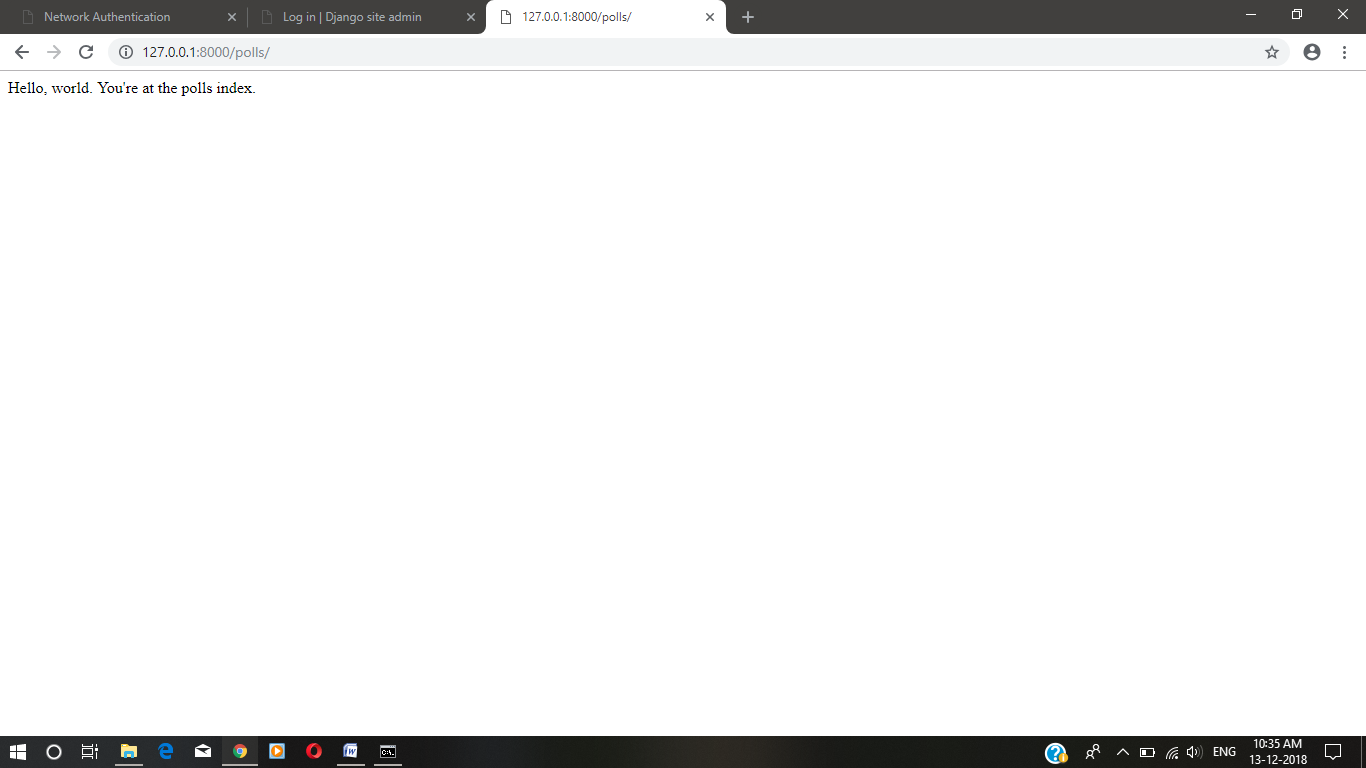 Network Authentication
Log in | Django site admin
127.0.0.1:8000/polls/
127.0.0.1:8000/polls/
Hello, world. You're at the polls index.
ENG
10:35 AM
13-12-2018